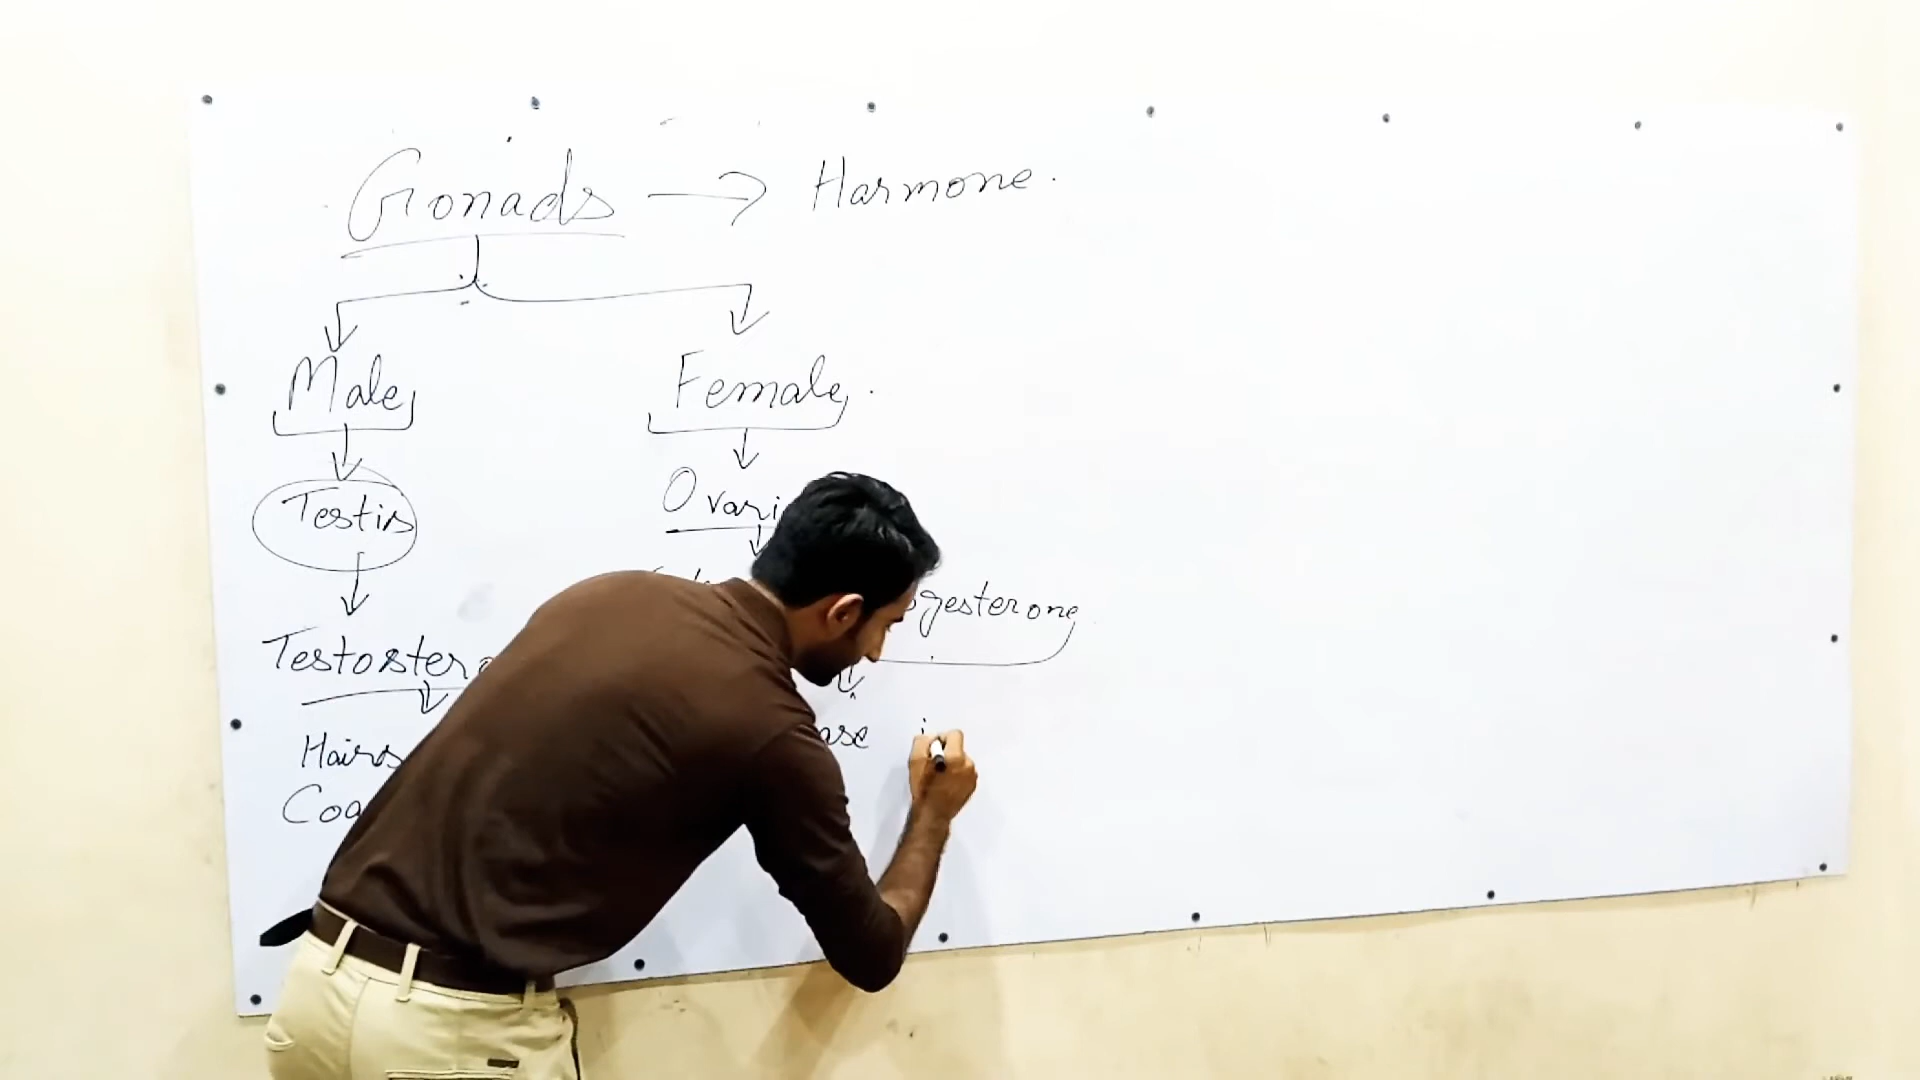 Gonads → Harmone.
Male Female.
Testis Ovari
Testoster
Hairs
Coa
gesterone
ase i